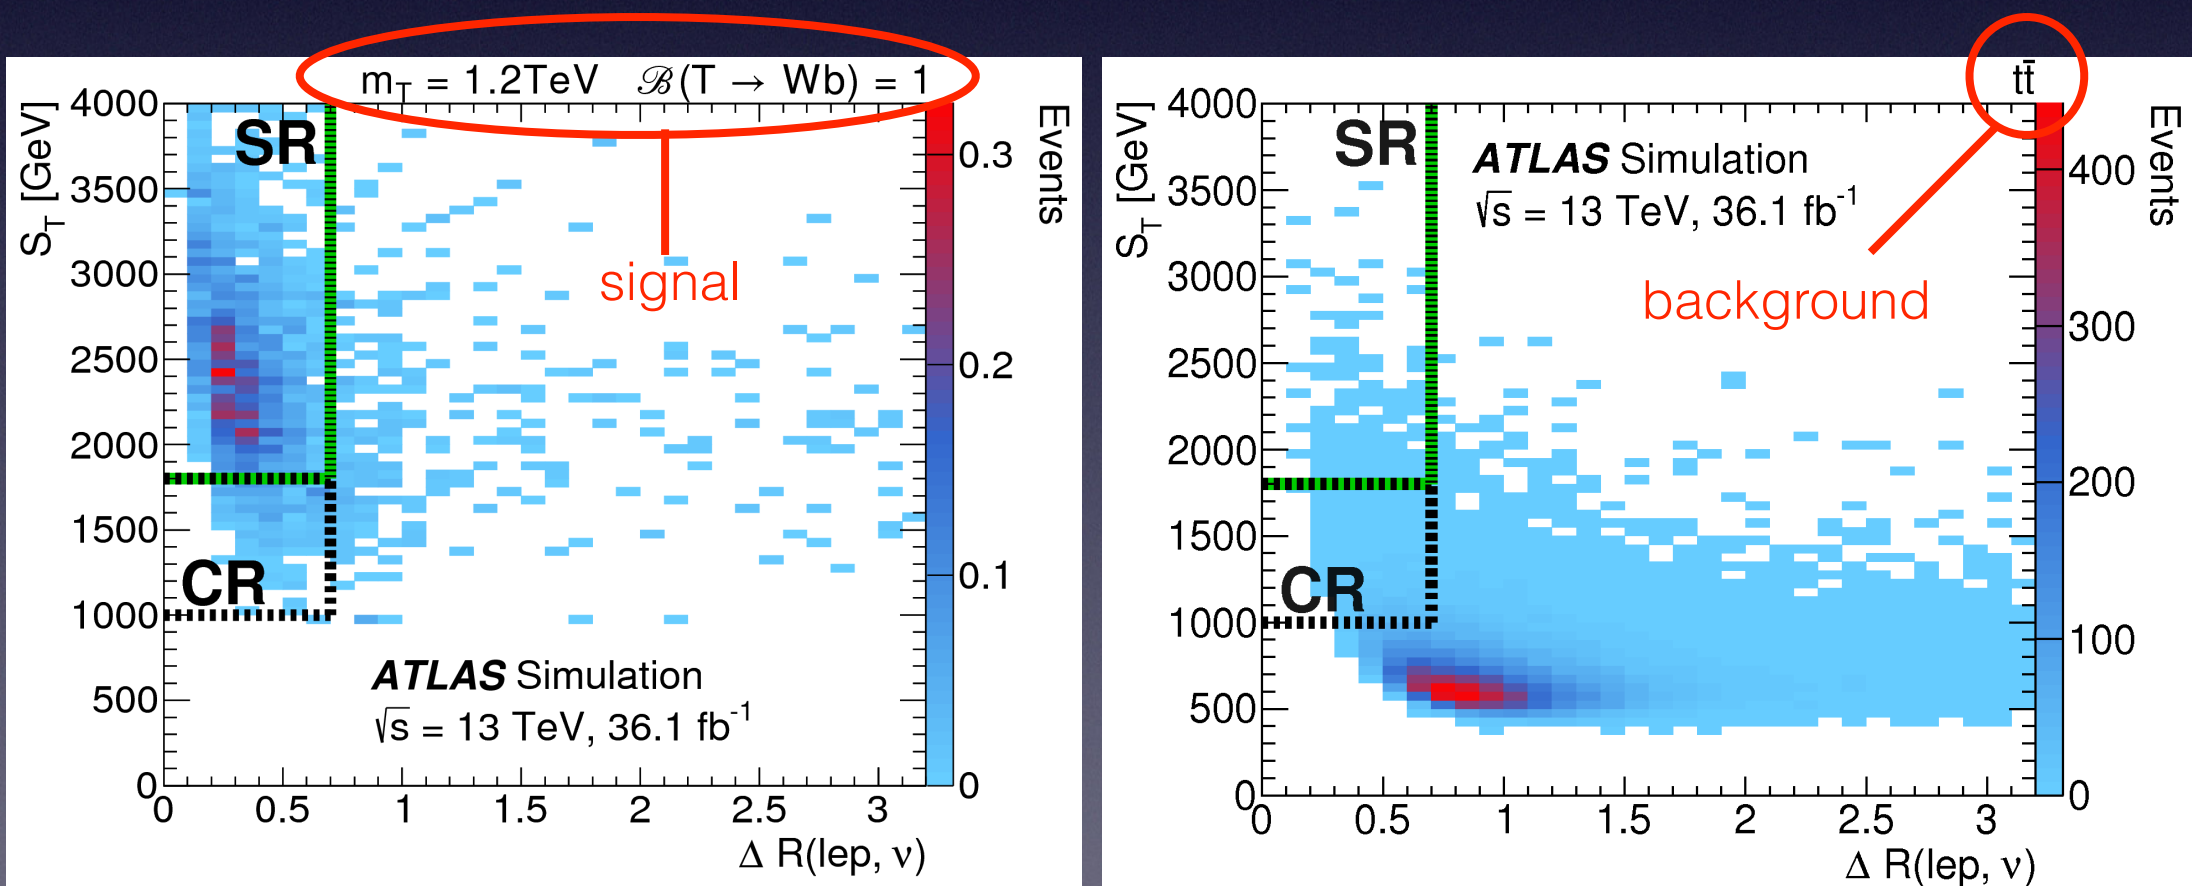 m_T = 1.2TeV ℬ(T → Wb) = 1
S_T [GeV]
4000
3500
3000
2500
2000
1500
1000
500
0
SR
CR
signal
ATLAS Simulation
√s = 13 TeV, 36.1 fb⁻¹
0 0.5 1 1.5 2 2.5 3
Δ R(lep, ν)
Events
0.3
0.2
0.1
0
tt̄
S_T [GeV]
4000
3500
3000
2500
2000
1500
1000
500
0
SR
CR
ATLAS Simulation
√s = 13 TeV, 36.1 fb⁻¹
background
0 0.5 1 1.5 2 2.5 3
Δ R(lep, ν)
Events
400
300
200
100
0